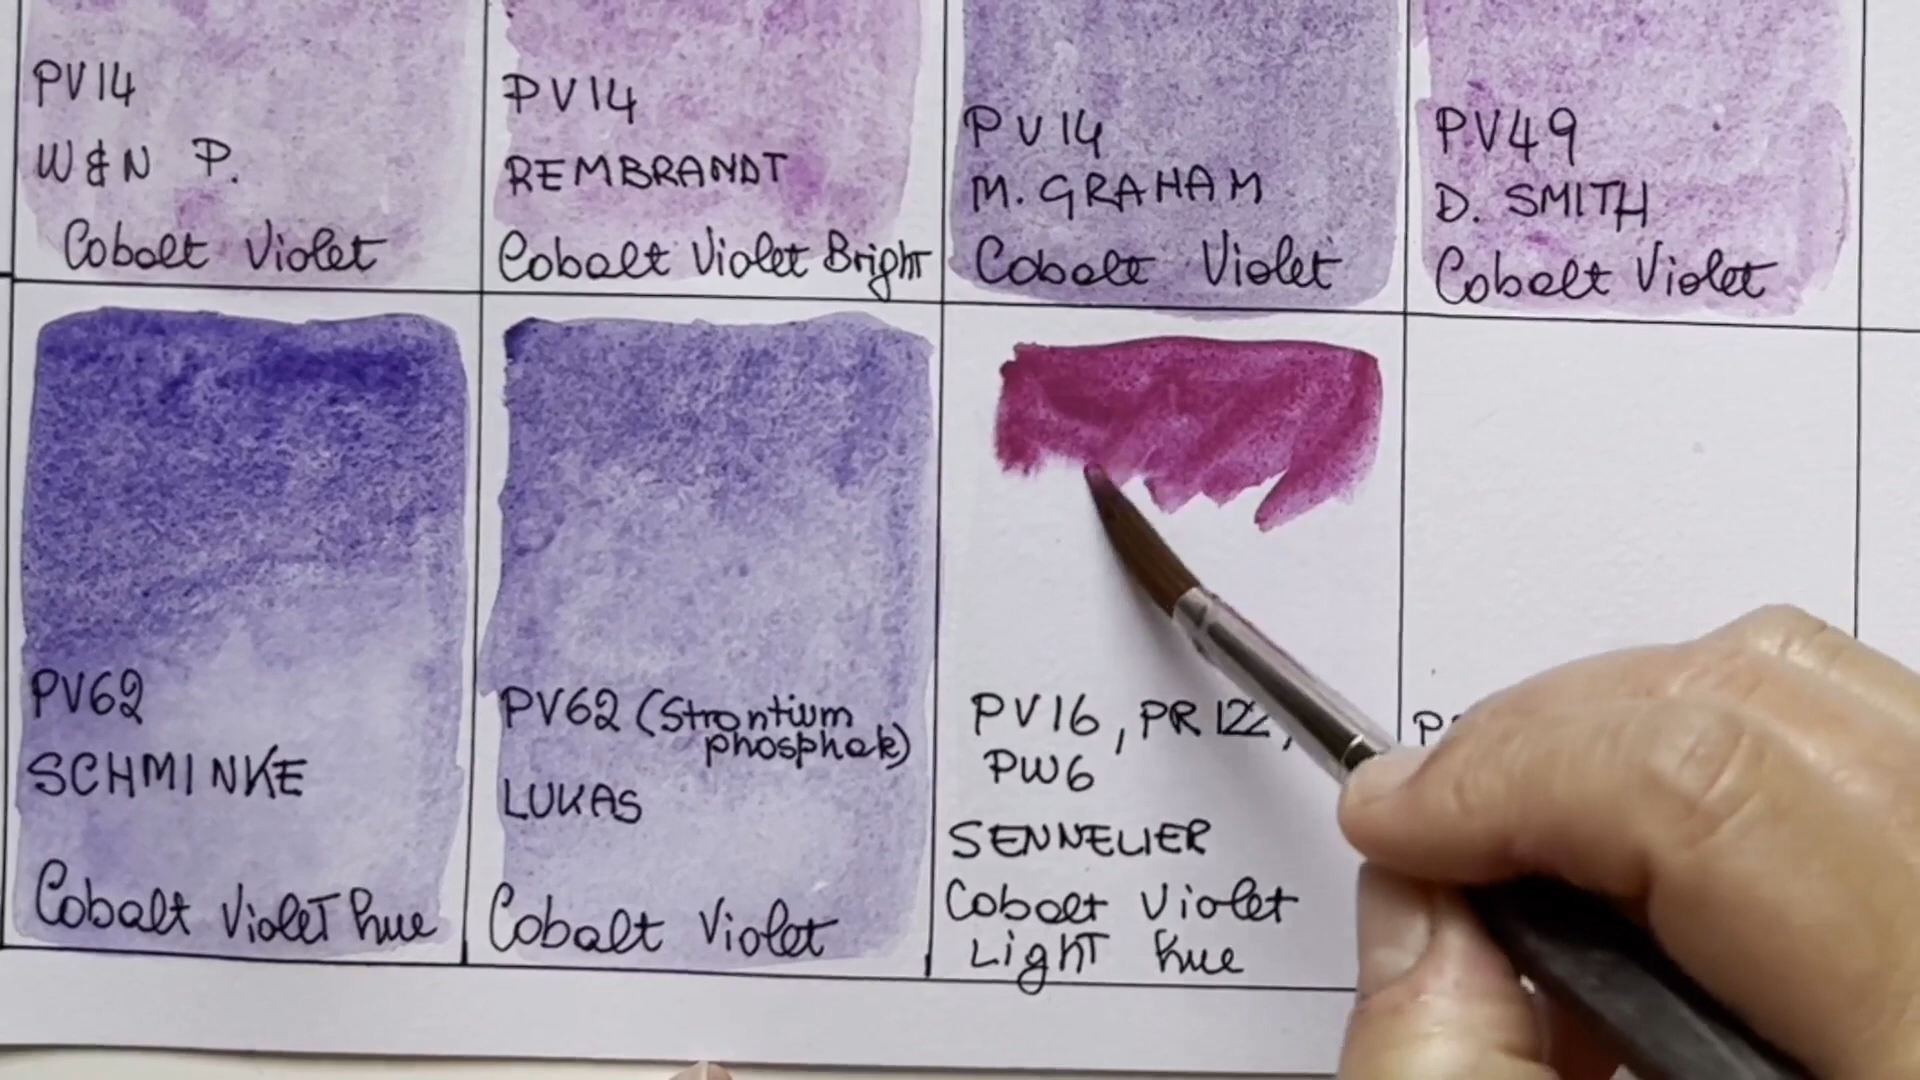 PV14
W&N P.
Cobalt Violet
PV14
REMBRANDT
Cobalt Violet Bright
PV14
M. GRAHAM
Cobalt Violet
PV49
D. SMITH
Cobalt Violet
PV62
SCHMINKE
Cobalt Violet hue
PV62 (Strontium
phosphate)
LUKAS
Cobalt Violet
PV16, PR122,
PW6
SENNELIER
Cobalt Violet
Light hue